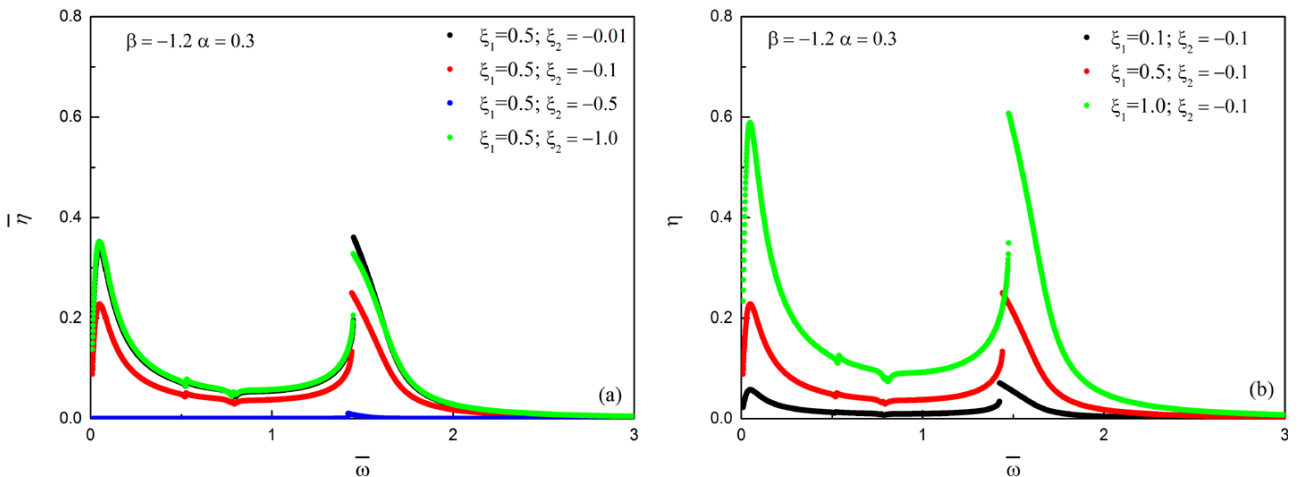 β = −1.2 α = 0.3
ξ₁=0.5; ξ₂ = −0.01
ξ₁=0.5; ξ₂ = −0.1
ξ₁=0.5; ξ₂ = −0.5
ξ₁=0.5; ξ₂ = −1.0
0.8
0.6
0.4
0.2
0.0
η̅
(a)
0 1 2 3
ω̅
β = −1.2 α = 0.3
ξ₁=0.1; ξ₂ = −0.1
ξ₁=0.5; ξ₂ = −0.1
ξ₁=1.0; ξ₂ = −0.1
0.8
0.6
0.4
0.2
0.0
η
(b)
0 1 2 3
ω̅